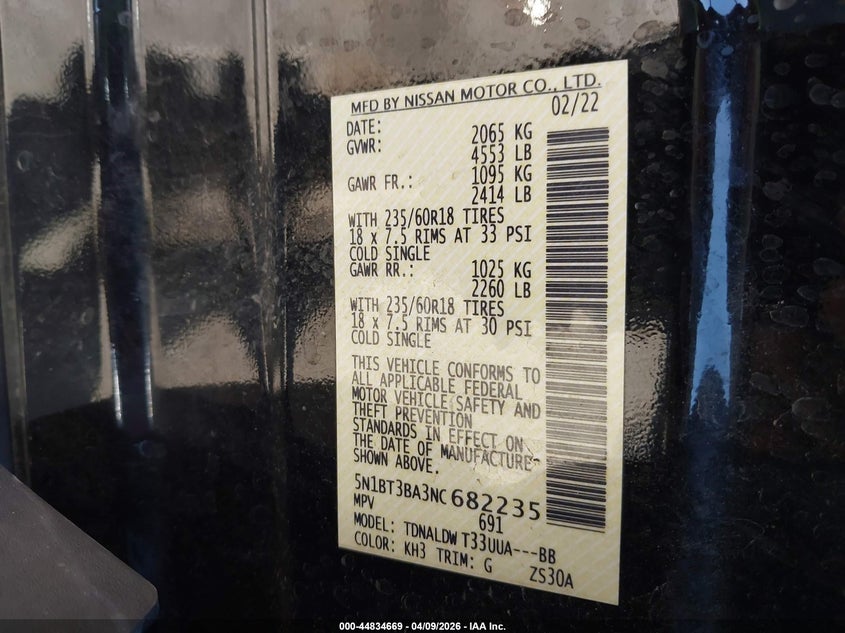 MFD BY NISSAN MOTOR CO., LTD.
DATE: 02/22
GVWR: 2065 KG
4553 LB
GAWR FR.: 1095 KG
2414 LB
WITH 235/60R18 TIRES
18 x 7.5 RIMS AT 33 PSI
COLD SINGLE
GAWR RR.: 1025 KG
2260 LB
WITH 235/60R18 TIRES
18 x 7.5 RIMS AT 30 PSI
COLD SINGLE
THIS VEHICLE CONFORMS TO
ALL APPLICABLE FEDERAL
MOTOR VEHICLE SAFETY AND
THEFT PREVENTION
STANDARDS IN EFFECT ON
THE DATE OF MANUFACTURE
SHOWN ABOVE.
5N1BT3BA3NC682235
MPV 691
MODEL: TDNALDW T33UUA---BB
COLOR: KH3 TRIM: G ZS30A
000-44834669 - 04/09/2026 - IAA Inc.